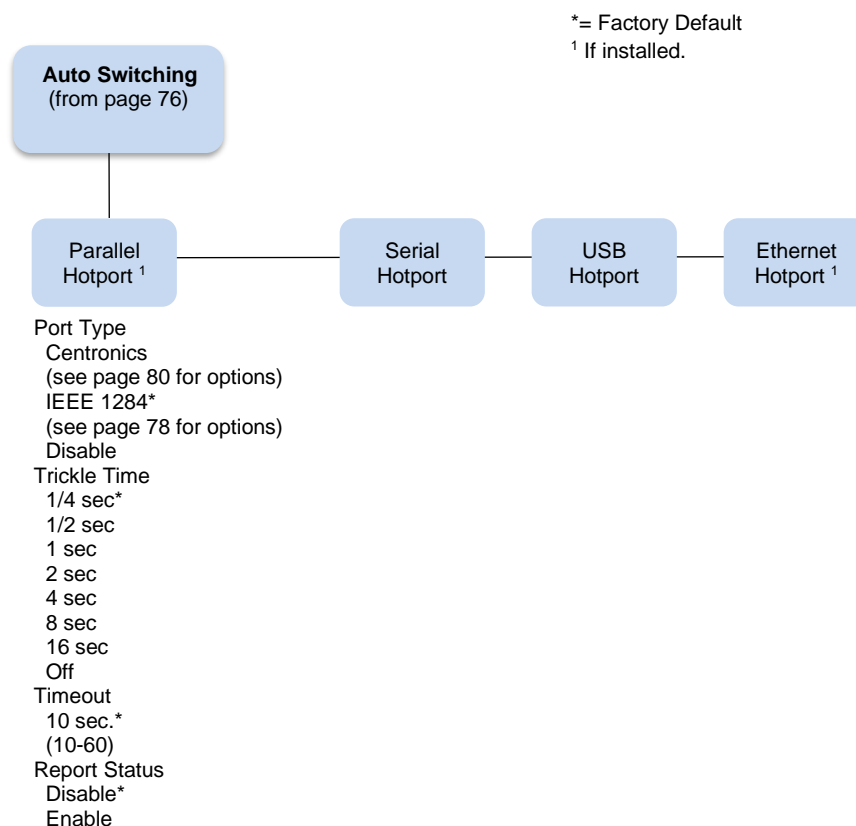 *= Factory Default
¹ If installed.
Auto Switching
(from page 76)
Parallel
Hotport ¹
Serial
Hotport
USB
Hotport
Ethernet
Hotport ¹
Port Type
Centronics
(see page 80 for options)
IEEE 1284*
(see page 78 for options)
Disable
Trickle Time
1/4 sec*
1/2 sec
1 sec
2 sec
4 sec
8 sec
16 sec
Off
Timeout
10 sec.*
(10-60)
Report Status
Disable*
Enable